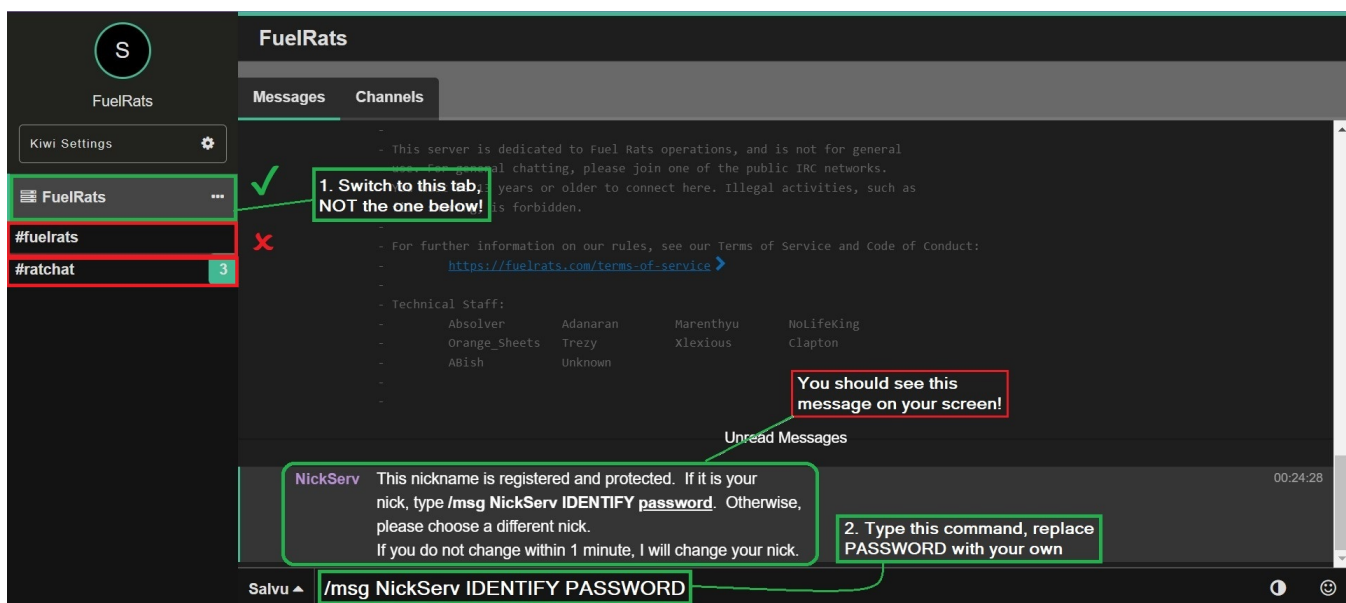 S
FuelRats
Kiwi Settings
FuelRats
#fuelrats
#ratchat 3
FuelRats
Messages Channels
-
- This server is dedicated to Fuel Rats operations, and is not for general
- use. For general chatting, please join one of the public IRC networks.
1. Switch to this tab,
NOT the one below!
years or older to connect here. Illegal activities, such as
is forbidden.
-
- For further information on our rules, see our Terms of Service and Code of Conduct:
- https://fuelrats.com/terms-of-service
-
- Technical Staff:
- Absolver Adanaran Marenthyu NoLifeKing
- Orange_Sheets Trezy Xlexious Clapton
- ABish Unknown
-
-
You should see this
message on your screen!
Unread Messages
NickServ This nickname is registered and protected. If it is your 00:24:28
nick, type /msg NickServ IDENTIFY password. Otherwise,
please choose a different nick.
If you do not change within 1 minute, I will change your nick.
2. Type this command, replace
PASSWORD with your own
Salvu /msg NickServ IDENTIFY PASSWORD